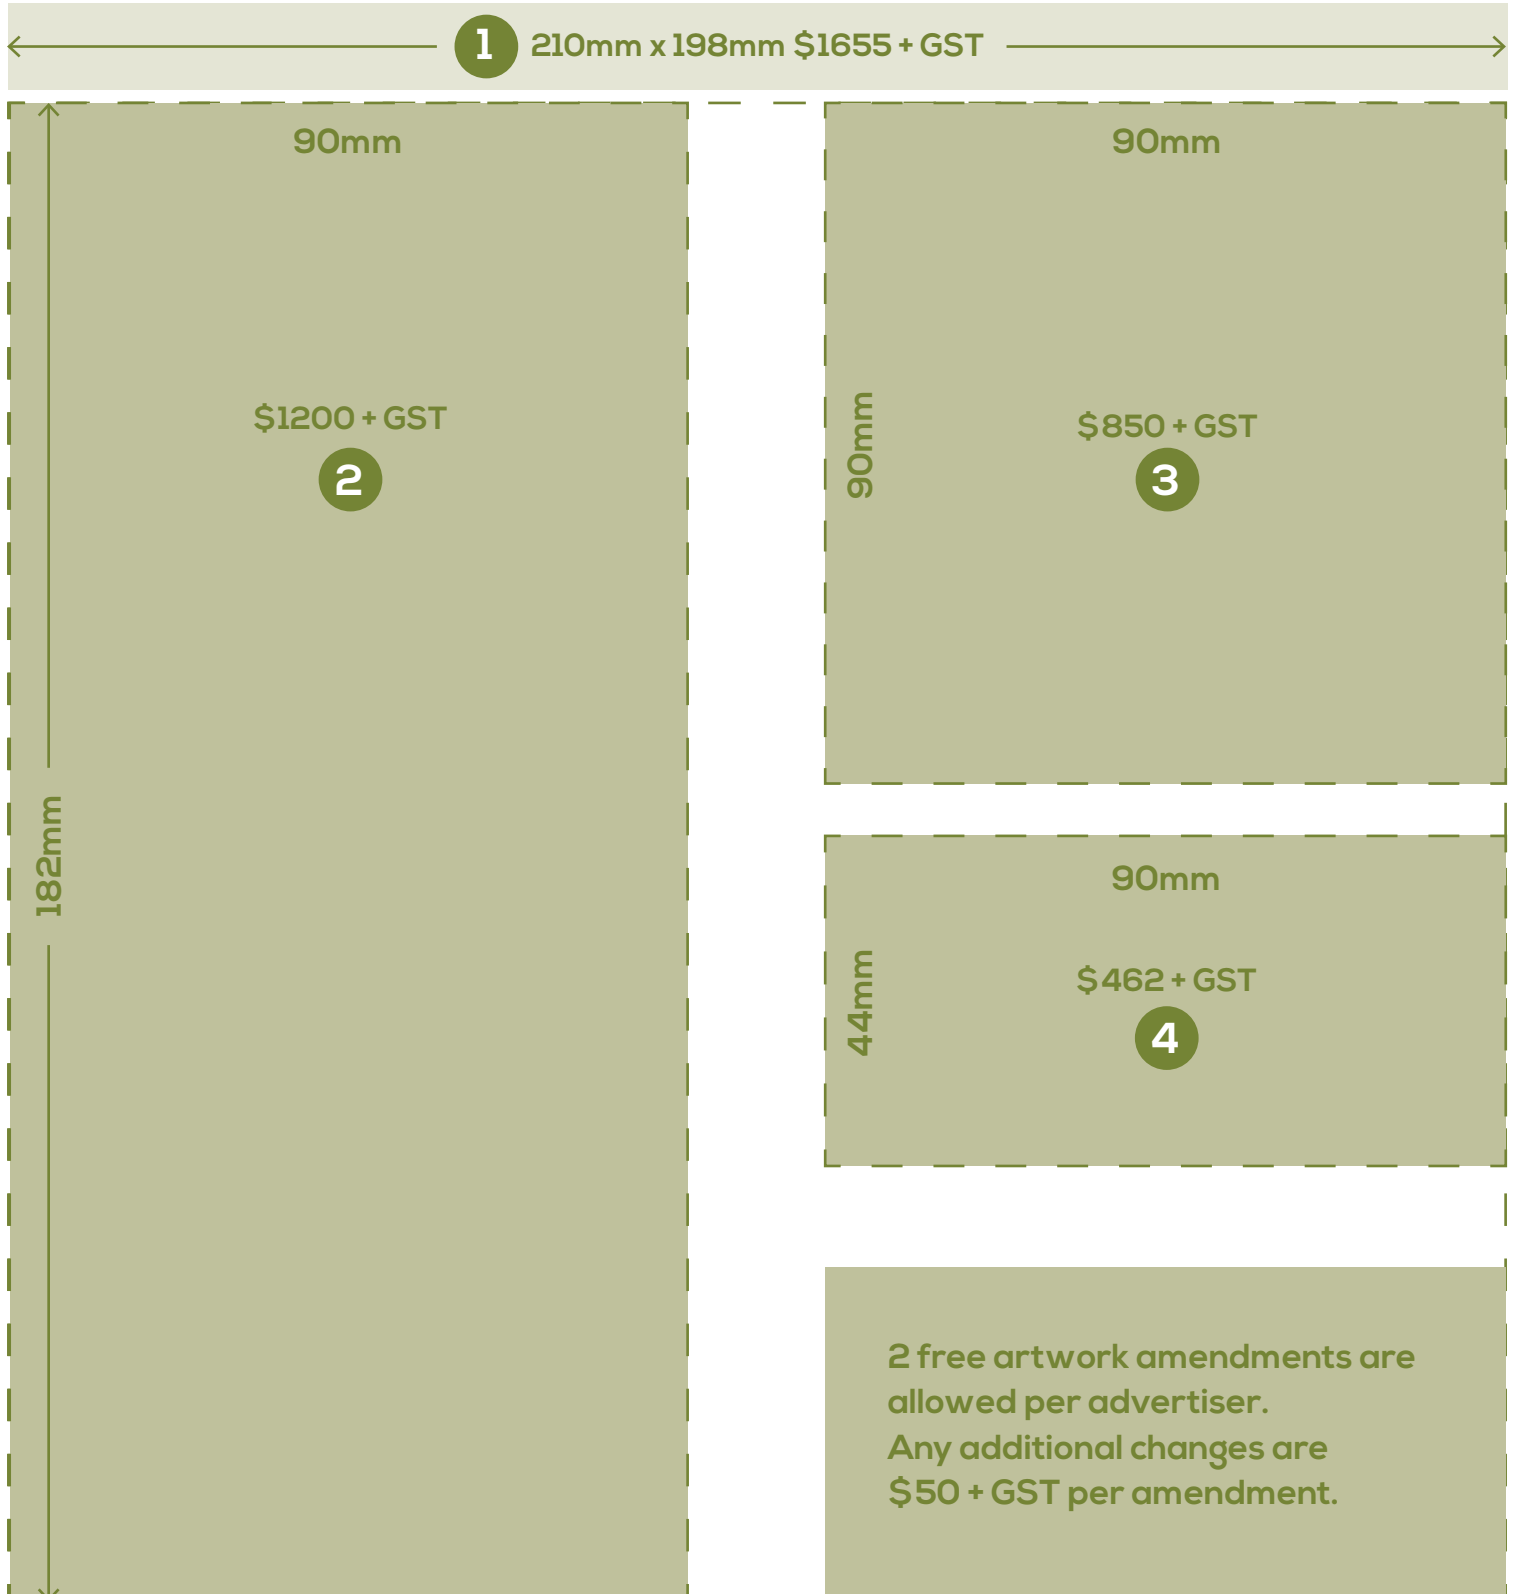 1 210mm x 198mm $1655 + GST
90mm
$1200 + GST
2
182mm
90mm
90mm
$850 + GST
3
90mm
44mm
$462 + GST
4
2 free artwork amendments are
allowed per advertiser.
Any additional changes are
$50 + GST per amendment.